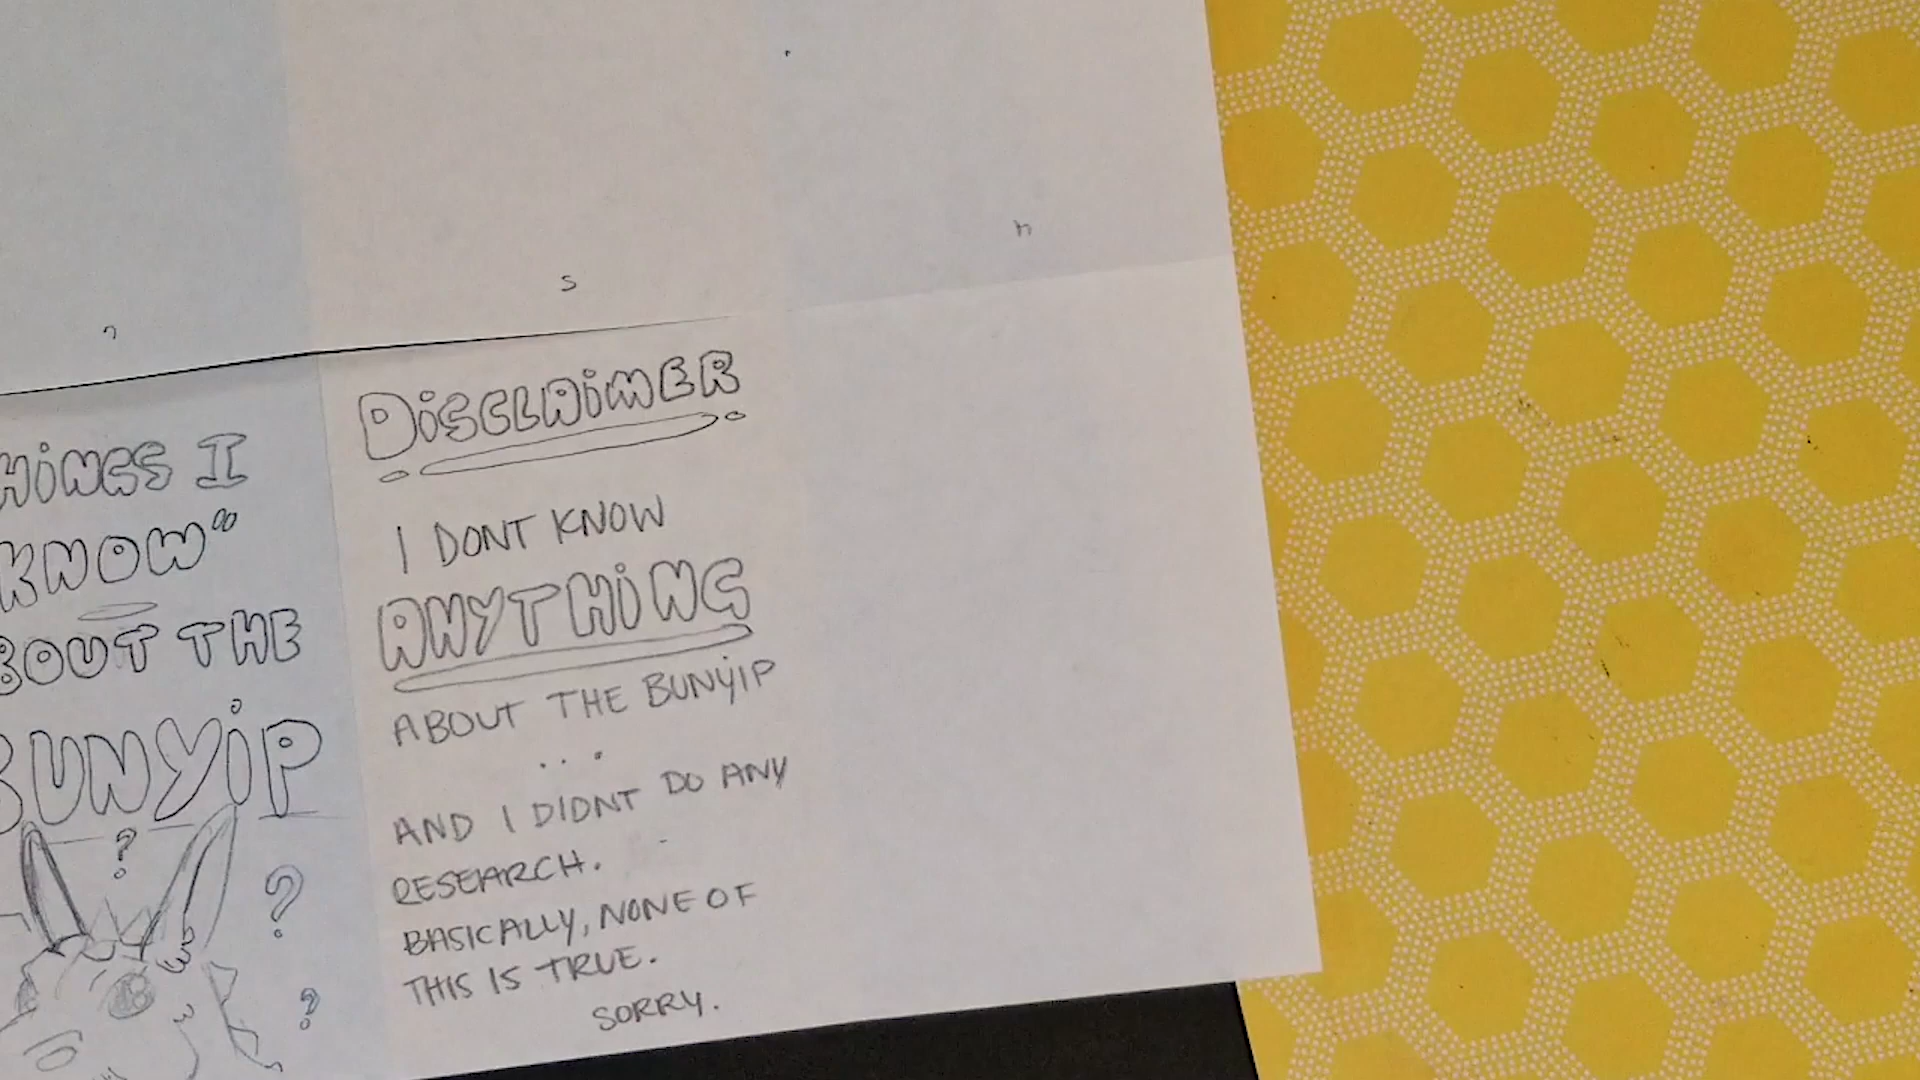 HINGS I
KNOW"
BOUT THE
BUNYIP
?
?
?
DISCLAIMER
I DONT KNOW
ANYTHING
ABOUT THE BUNYIP
...
AND I DIDNT DO ANY
RESEARCH.
BASICALLY, NONE OF
THIS IS TRUE.
SORRY.